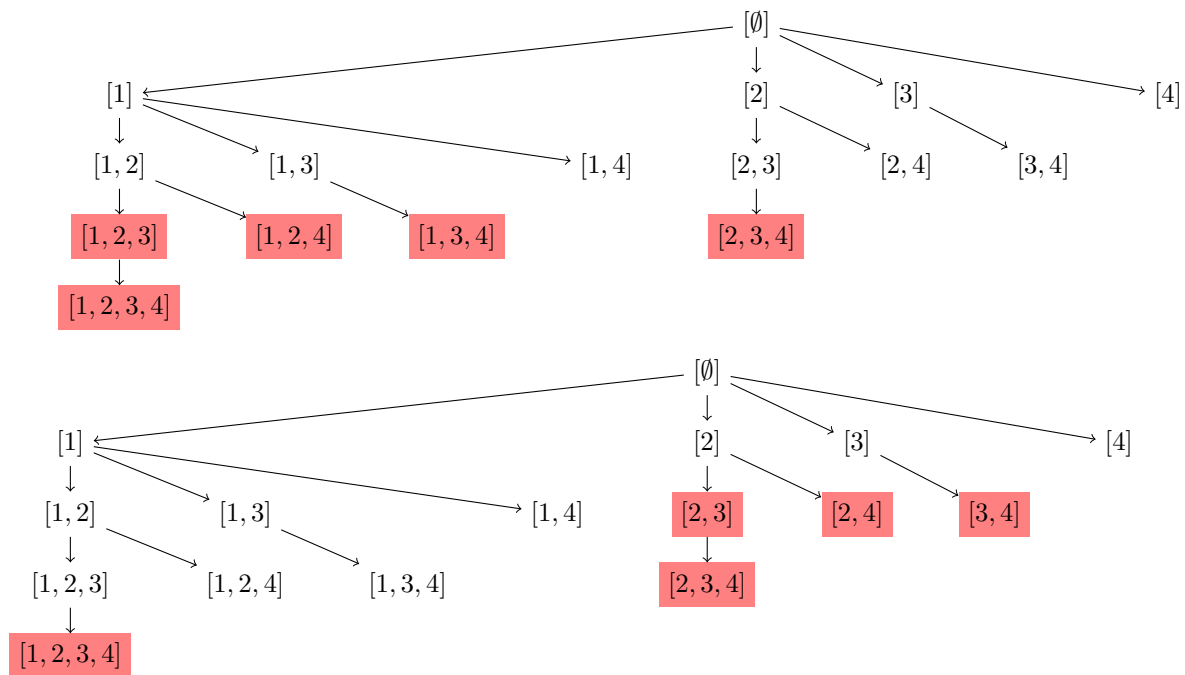 [∅]
[1] [2] [3] [4]
[1, 2] [1, 3] [1, 4] [2, 3] [2, 4] [3, 4]
[1, 2, 3] [1, 2, 4] [1, 3, 4] [2, 3, 4]
[1, 2, 3, 4]
[∅]
[1] [2] [3] [4]
[1, 2] [1, 3] [1, 4] [2, 3] [2, 4] [3, 4]
[1, 2, 3] [1, 2, 4] [1, 3, 4] [2, 3, 4]
[1, 2, 3, 4]